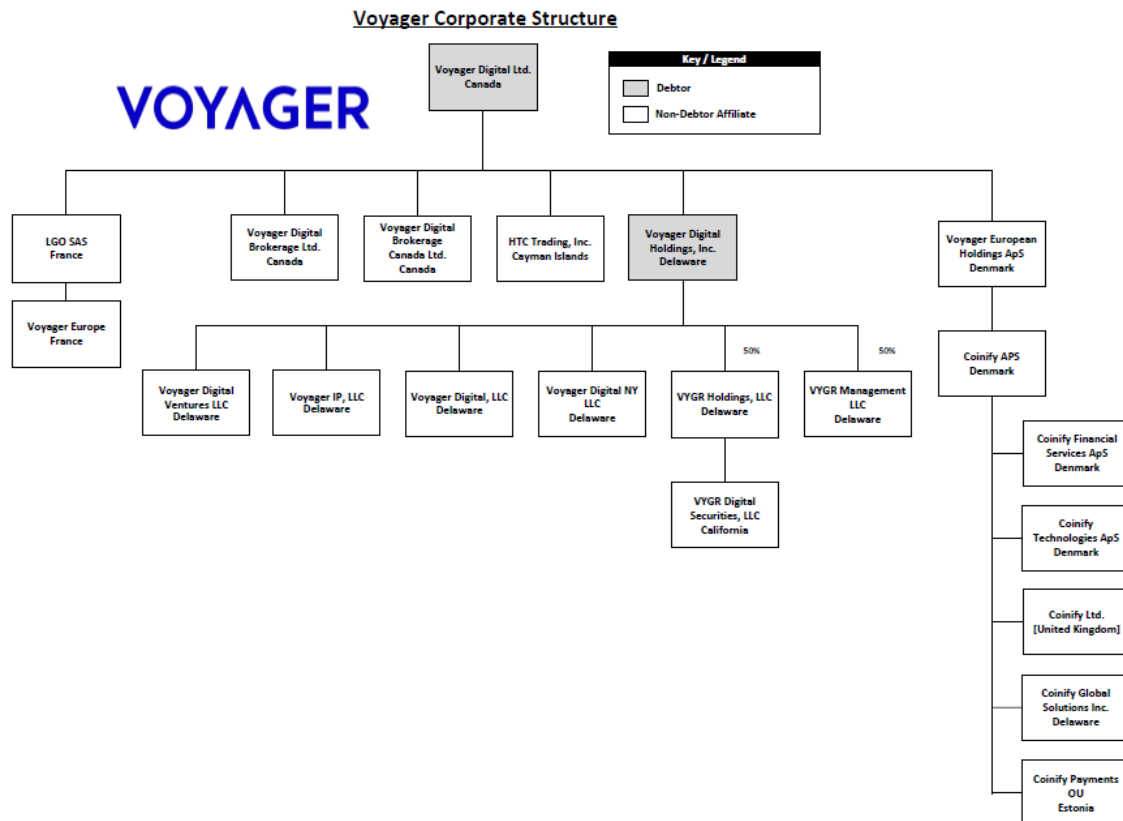 Voyager Corporate Structure
VOYAGER
Voyager Digital Ltd.
Canada
Key / Legend
Debtor
Non-Debtor Affiliate
LGO SAS
France
Voyager Digital
Brokerage Ltd.
Canada
Voyager Digital
Brokerage
Canada Ltd.
Canada
HTC Trading, Inc.
Cayman Islands
Voyager Digital
Holdings, Inc.
Delaware
Voyager European
Holdings ApS
Denmark
Voyager Europe
France
Coinify APS
Denmark
50%
50%
Voyager Digital
Ventures LLC
Delaware
Voyager IP, LLC
Delaware
Voyager Digital, LLC
Delaware
Voyager Digital NY
LLC
Delaware
VYGR Holdings, LLC
Delaware
VYGR Management
LLC
Delaware
VYGR Digital
Securities, LLC
California
Coinify Financial
Services ApS
Denmark
Coinify
Technologies ApS
Denmark
Coinify Ltd.
[United Kingdom]
Coinify Global
Solutions Inc.
Delaware
Coinify Payments
OU
Estonia